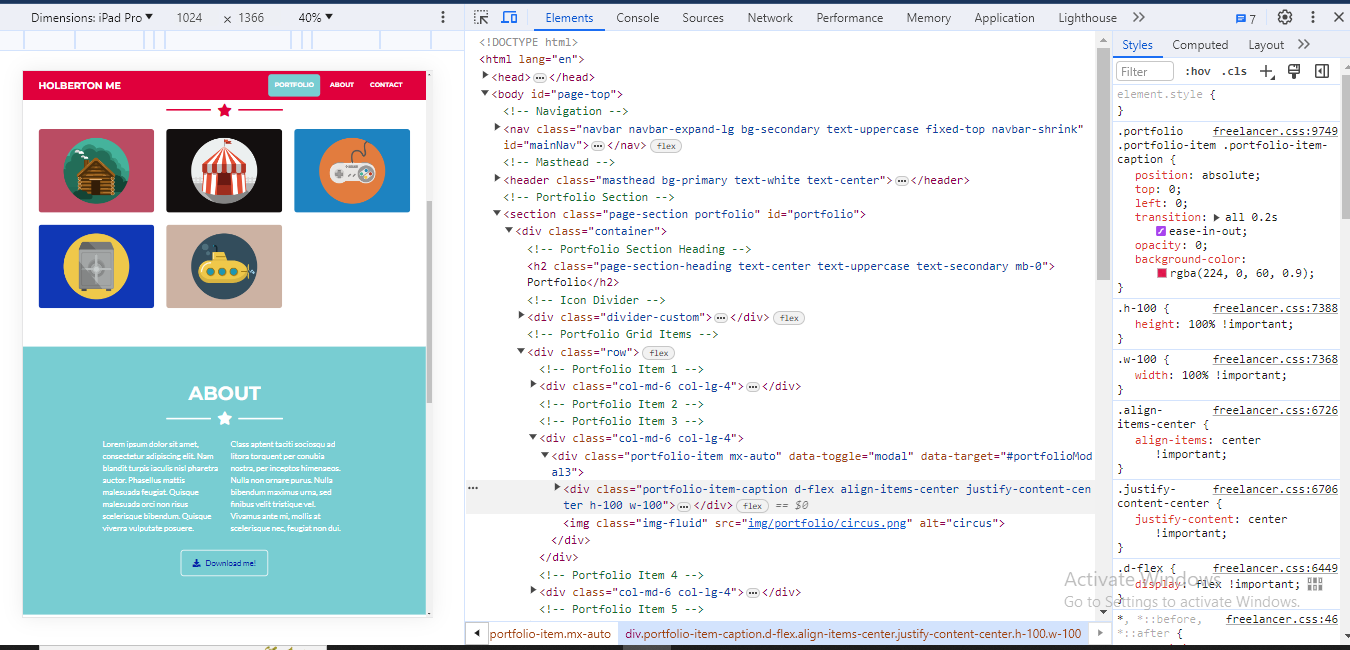 Dimensions: iPad Pro ▼ 1024 × 1366 40% ▼
Elements Console Sources Network Performance Memory Application Lighthouse 7
HOLBERTON ME
PORTFOLIO ABOUT CONTACT
ABOUT
Lorem ipsum dolor sit amet,
consectetur adipiscing elit. Nam
blandit turpis iaculis nisl pharetra
auctor. Phasellus mattis
malesuada feugiat. Quisque
malesuada orci non risus
scelerisque bibendum. Quisque
viverra vulputate posuere.
Class aptent taciti sociosqu ad
litora torquent per conubia
nostra, per inceptos himenaeos.
Nulla non ornare purus. Nulla
bibendum maximus urna, sed
finibus velit tristique vel.
Vivamus ante mi, mollis at
scelerisque nec, feugiat non dui.
Download me!
<!DOCTYPE html>
<html lang="en">
<head>…</head>
<body id="page-top">
<!-- Navigation -->
<nav class="navbar navbar-expand-lg bg-secondary text-uppercase fixed-top navbar-shrink"
id="mainNav">…</nav> flex
<!-- Masthead -->
<header class="masthead bg-primary text-white text-center">…</header>
<!-- Portfolio Section -->
<section class="page-section portfolio" id="portfolio">
<div class="container">
<!-- Portfolio Section Heading -->
<h2 class="page-section-heading text-center text-uppercase text-secondary mb-0">
Portfolio</h2>
<!-- Icon Divider -->
<div class="divider-custom">…</div> flex
<!-- Portfolio Grid Items -->
<div class="row"> flex
<!-- Portfolio Item 1 -->
<div class="col-md-6 col-lg-4">…</div>
<!-- Portfolio Item 2 -->
<!-- Portfolio Item 3 -->
<div class="col-md-6 col-lg-4">
<div class="portfolio-item mx-auto" data-toggle="modal" data-target="#portfolioMod
al3">
<div class="portfolio-item-caption d-flex align-items-center justify-content-cen
ter h-100 w-100">…</div> flex == $0
<img class="img-fluid" src="img/portfolio/circus.png" alt="circus">
</div>
</div>
<!-- Portfolio Item 4 -->
<div class="col-md-6 col-lg-4">…</div>
<!-- Portfolio Item 5 -->
portfolio-item.mx-auto div.portfolio-item-caption.d-flex.align-items-center.justify-content-center.h-100.w-100
Styles Computed Layout
Filter :hov .cls
element.style {
}
.portfolio freelancer.css:9749
.portfolio-item .portfolio-item-
caption {
position: absolute;
top: 0;
left: 0;
transition: all 0.2s
ease-in-out;
opacity: 0;
background-color:
rgba(224, 0, 60, 0.9);
}
.h-100 { freelancer.css:7388
height: 100% !important;
}
.w-100 { freelancer.css:7368
width: 100% !important;
}
.align- freelancer.css:6726
items-center {
align-items: center
!important;
}
.justify- freelancer.css:6706
content-center {
justify-content: center
!important;
}
.d-flex { freelancer.css:6449
display: flex !important;
}
*, *::before, freelancer.css:46
*::after {
Activate Windows
Go to Settings to activate Windows.